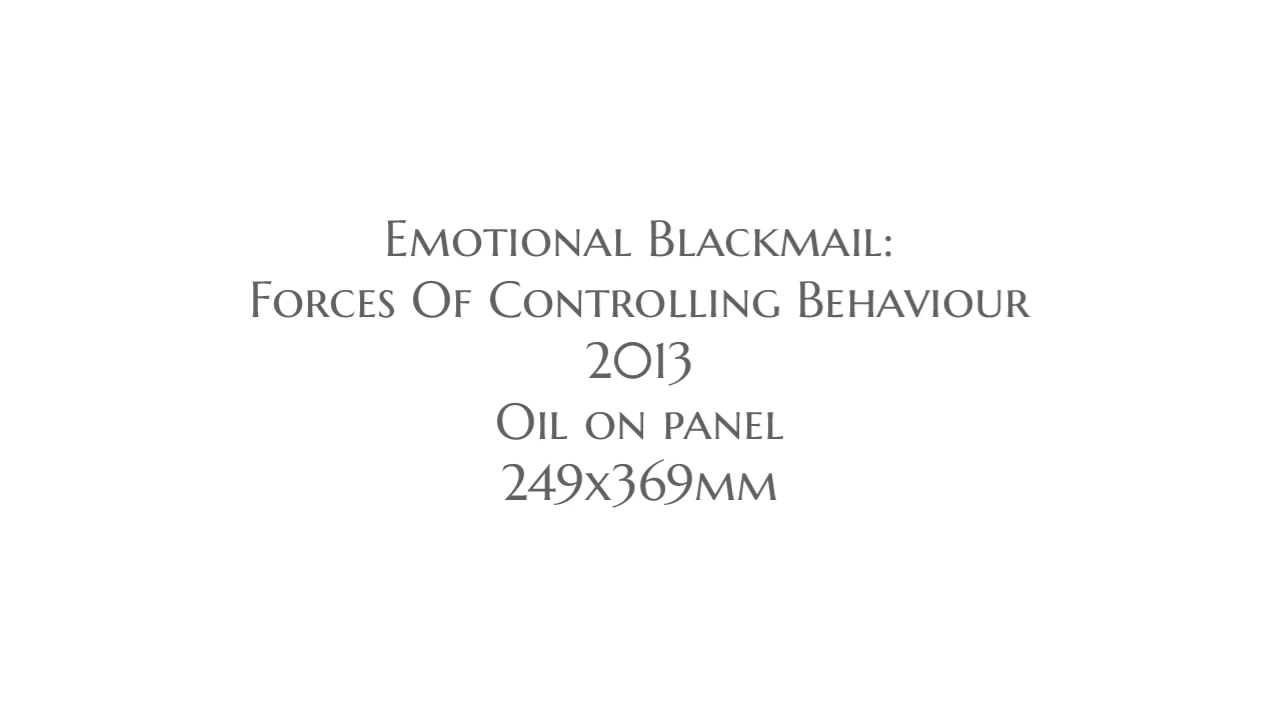 Emotional Blackmail:
Forces Of Controlling Behaviour
2013
Oil on panel
249x369mm